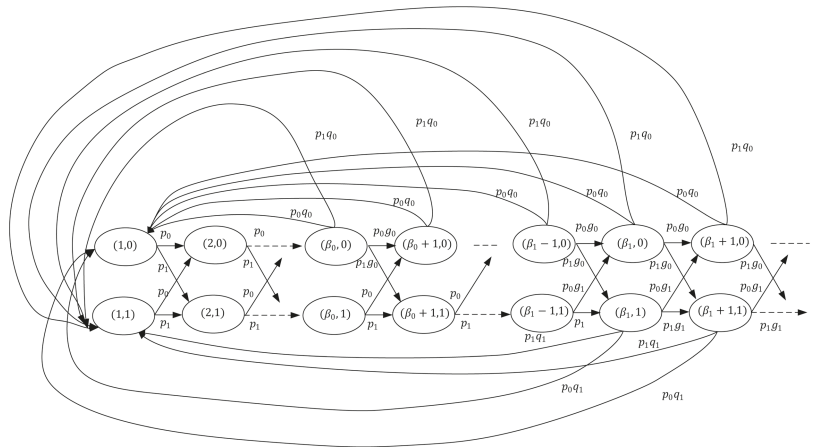 p₁q₀
p₁q₀
p₁q₀
p₁q₀
p₁q₀
p₀q₀
p₀q₀
p₀q₀
p₀q₀
p₀
p₀
p₀g₀
p₀g₀
p₀g₀
(1,0)
(2,0)
(β₀, 0)
(β₀ + 1,0)
(β₁ − 1,0)
(β₁, 0)
(β₁ + 1,0)
p₁
p₁
p₁g₀
p₁g₀
p₁g₀
p₁g₀
p₀
p₀
p₀
p₀
p₀g₁
p₀g₁
p₀g₁
(1,1)
(2,1)
(β₀, 1)
(β₀ + 1,1)
(β₁ − 1,1)
(β₁, 1)
(β₁ + 1,1)
p₁
p₁
p₁
p₁
p₁
p₁g₁
p₁g₁
p₁q₁
p₁q₁
p₀q₁
p₀q₁